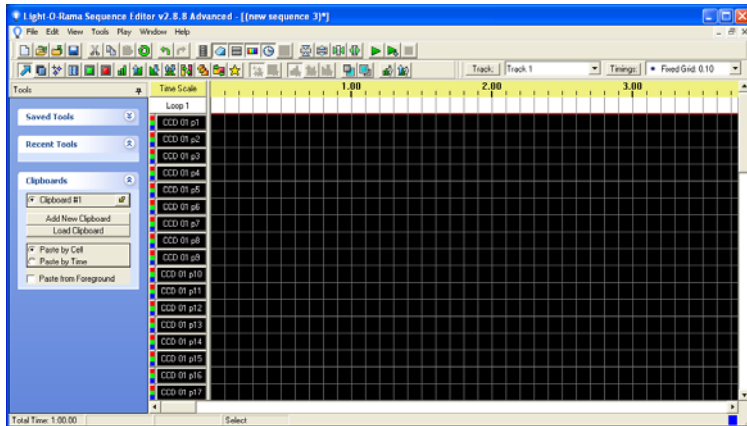 Light-O-Rama Sequence Editor v2.8.8 Advanced - [(new sequence 3)*]
File Edit View Tools Play Window Help
Track: Track 1 Timings: Fixed Grid: 0.10
Tools
Time Scale 1.00 2.00 3.00
Loop 1
Saved Tools
Recent Tools
Clipboards
Clipboard #1
Add New Clipboard
Load Clipboard
Paste by Cell
Paste by Time
Paste from Foreground
CCD 01 p1
CCD 01 p2
CCD 01 p3
CCD 01 p4
CCD 01 p5
CCD 01 p6
CCD 01 p7
CCD 01 p8
CCD 01 p9
CCD 01 p10
CCD 01 p11
CCD 01 p12
CCD 01 p13
CCD 01 p14
CCD 01 p15
CCD 01 p16
CCD 01 p17
Total Time: 1:00.00 Select